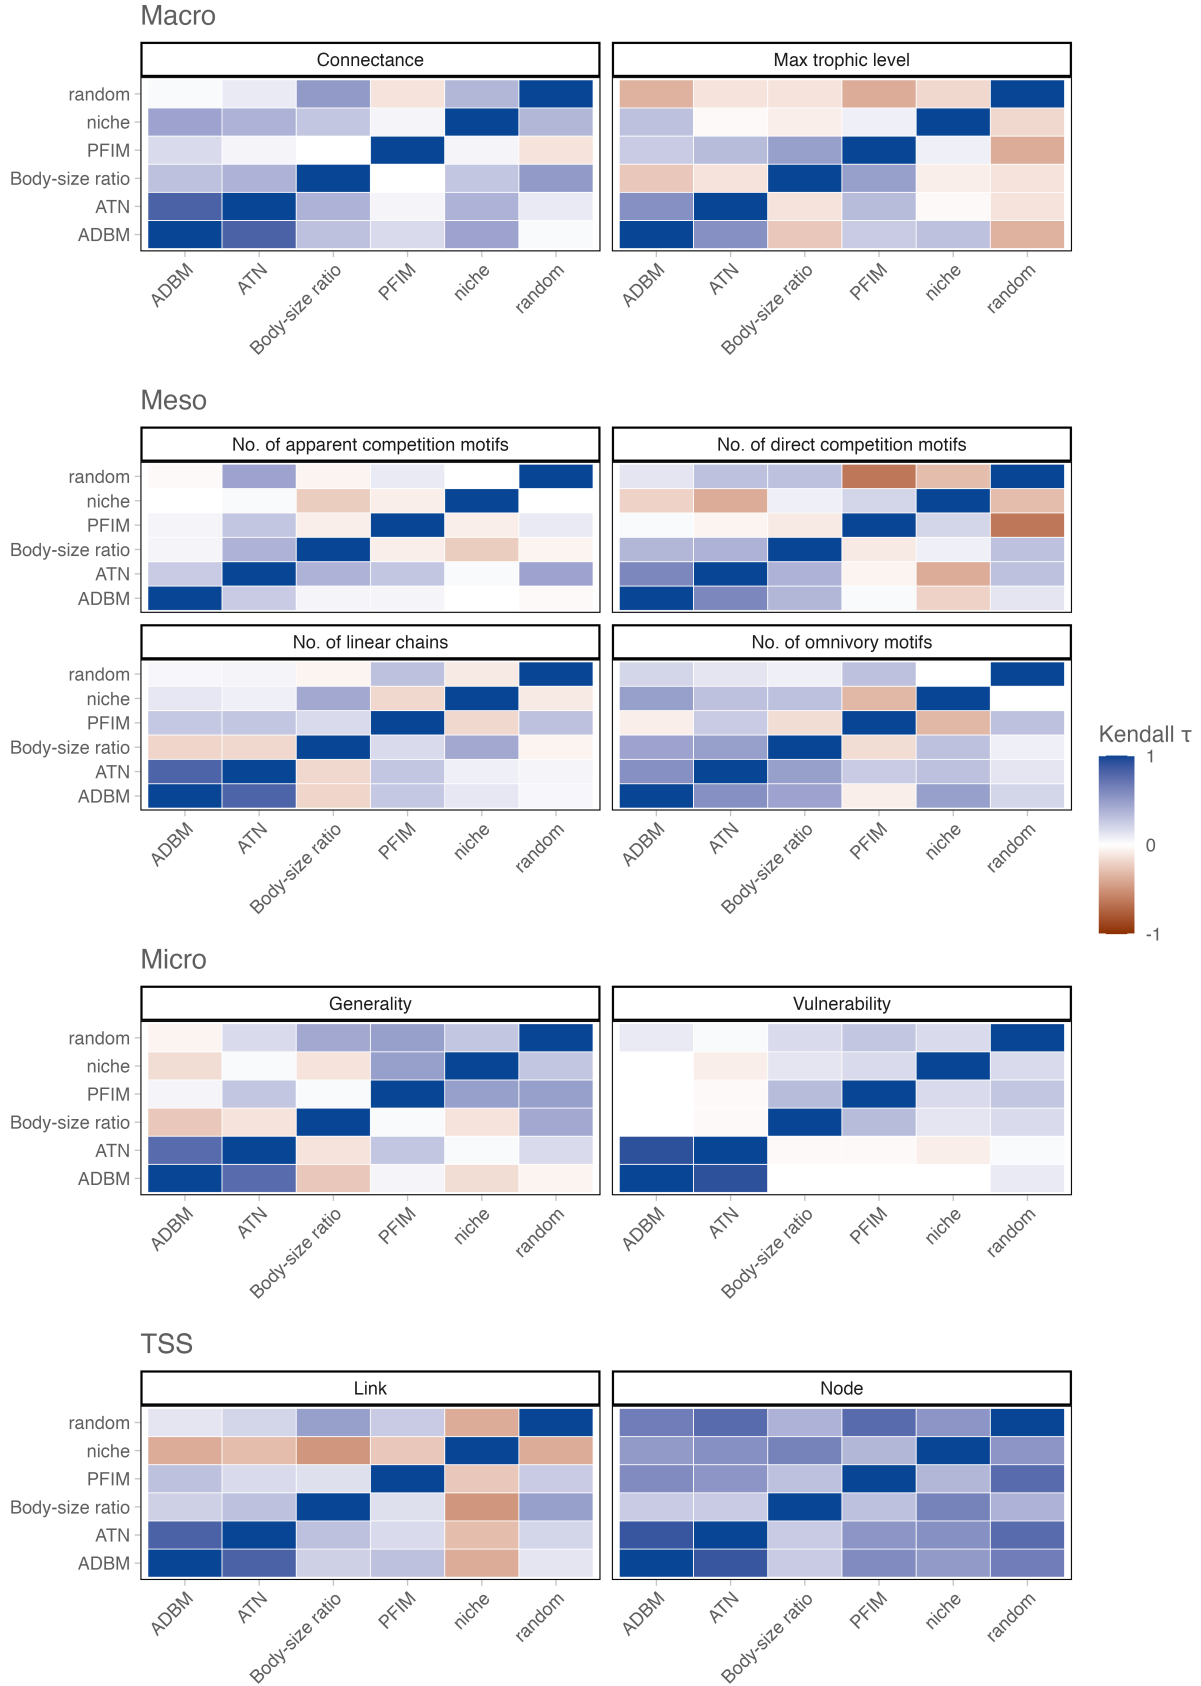 Macro
Connectance
Max trophic level
random
niche
PFIM
Body-size ratio
ATN
ADBM
ADBM
ATN
Body-size ratio
PFIM
niche
random
ADBM
ATN
Body-size ratio
PFIM
niche
random
Meso
No. of apparent competition motifs
No. of direct competition motifs
random
niche
PFIM
Body-size ratio
ATN
ADBM
No. of linear chains
No. of omnivory motifs
random
niche
PFIM
Body-size ratio
ATN
ADBM
ADBM
ATN
Body-size ratio
PFIM
niche
random
ADBM
ATN
Body-size ratio
PFIM
niche
random
Kendall τ
1
0
-1
Micro
Generality
Vulnerability
random
niche
PFIM
Body-size ratio
ATN
ADBM
ADBM
ATN
Body-size ratio
PFIM
niche
random
ADBM
ATN
Body-size ratio
PFIM
niche
random
TSS
Link
Node
random
niche
PFIM
Body-size ratio
ATN
ADBM
ADBM
ATN
Body-size ratio
PFIM
niche
random
ADBM
ATN
Body-size ratio
PFIM
niche
random